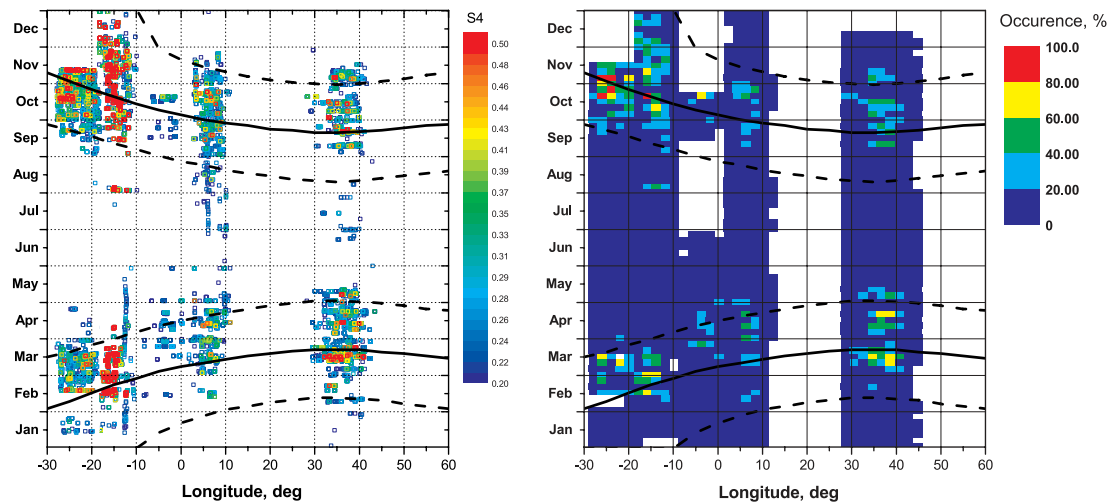 S4
Dec
Nov
Oct
Sep
Aug
Jul
Jun
May
Apr
Mar
Feb
Jan
-30 -20 -10 0 10 20 30 40 50 60
Longitude, deg
0.50
0.48
0.46
0.44
0.43
0.41
0.39
0.37
0.35
0.33
0.31
0.29
0.28
0.26
0.24
0.22
0.20
Dec
Nov
Oct
Sep
Aug
Jul
Jun
May
Apr
Mar
Feb
Jan
-30 -20 -10 0 10 20 30 40 50 60
Longitude, deg
Occurence, %
100.0
80.00
60.00
40.00
20.00
0